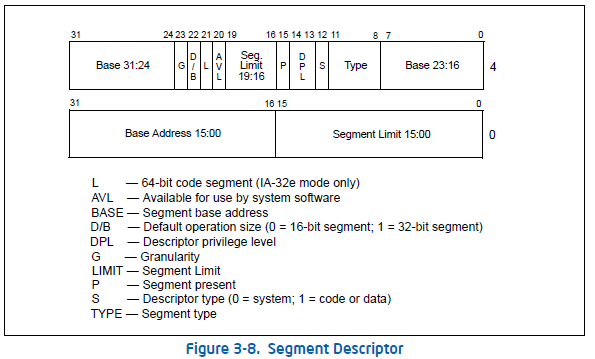 31 24 23 22 21 20 19 16 15 14 13 12 11 8 7 0
Base 31:24 G D/B L AVL Seg. Limit 19:16 P DPL S Type Base 23:16 4
31 16 15 0
Base Address 15:00 Segment Limit 15:00 0
L — 64-bit code segment (IA-32e mode only)
AVL — Available for use by system software
BASE — Segment base address
D/B — Default operation size (0 = 16-bit segment; 1 = 32-bit segment)
DPL — Descriptor privilege level
G — Granularity
LIMIT — Segment Limit
P — Segment present
S — Descriptor type (0 = system; 1 = code or data)
TYPE — Segment type
Figure 3-8. Segment Descriptor